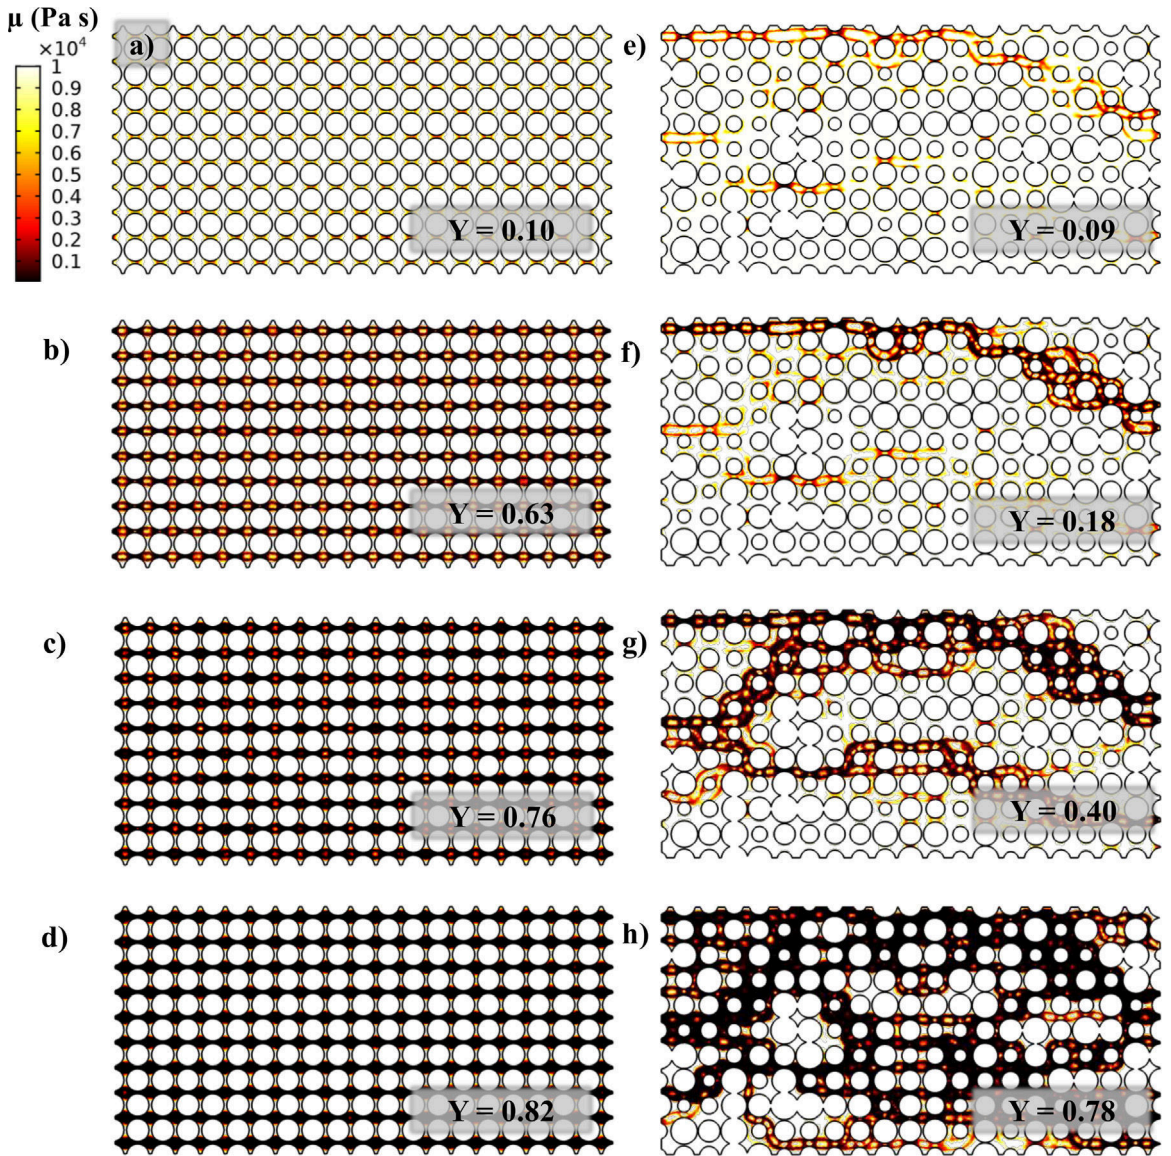 μ (Pa s)
×10⁴
1
0.9
0.8
0.7
0.6
0.5
0.4
0.3
0.2
0.1
a)
Y = 0.10
e)
Y = 0.09
b)
Y = 0.63
f)
Y = 0.18
c)
Y = 0.76
g)
Y = 0.40
d)
Y = 0.82
h)
Y = 0.78